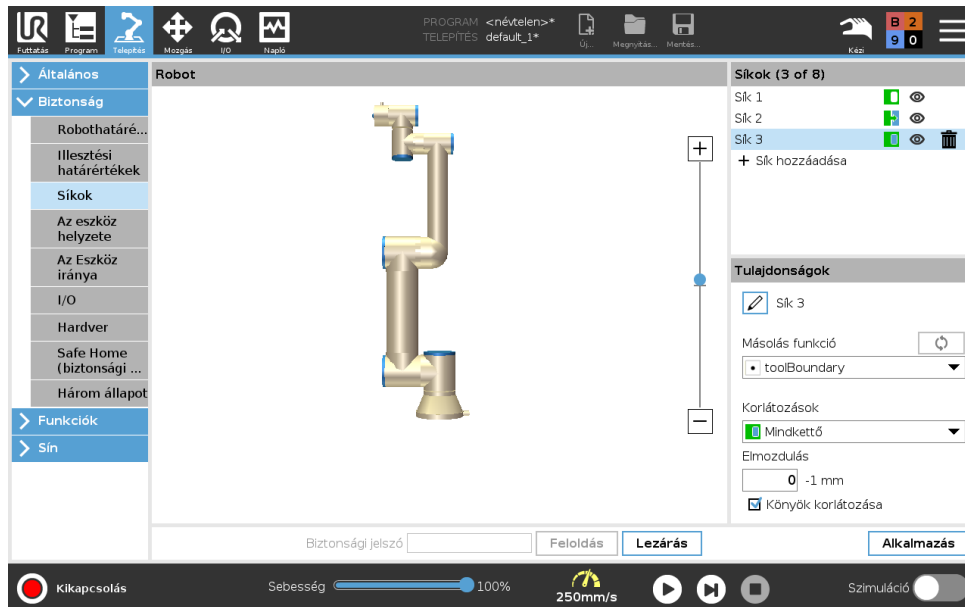 PROGRAM <névtelen>*
TELEPÍTÉS default_1*
Futtatás Program Telepítés Mozgás I/O Napló Új... Megnyitás... Mentés... Kézi
B 2
9 0
Általános
Biztonság
Robothatáré...
Illesztési
határértékek
Síkok
Az eszköz
helyzete
Az Eszköz
iránya
I/O
Hardver
Safe Home
(biztonsági ...
Három állapot
Funkciók
Sín
Robot
+
−
Síkok (3 of 8)
Sík 1
Sík 2
Sík 3
+ Sík hozzáadása
Tulajdonságok
Sík 3
Másolás funkció
toolBoundary
Korlátozások
Mindkettő
Elmozdulás
0 -1 mm
Könyök korlátozása
Biztonsági jelszó Feloldás Lezárás Alkalmazás
Kikapcsolás Sebesség 100% 250mm/s Szimuláció